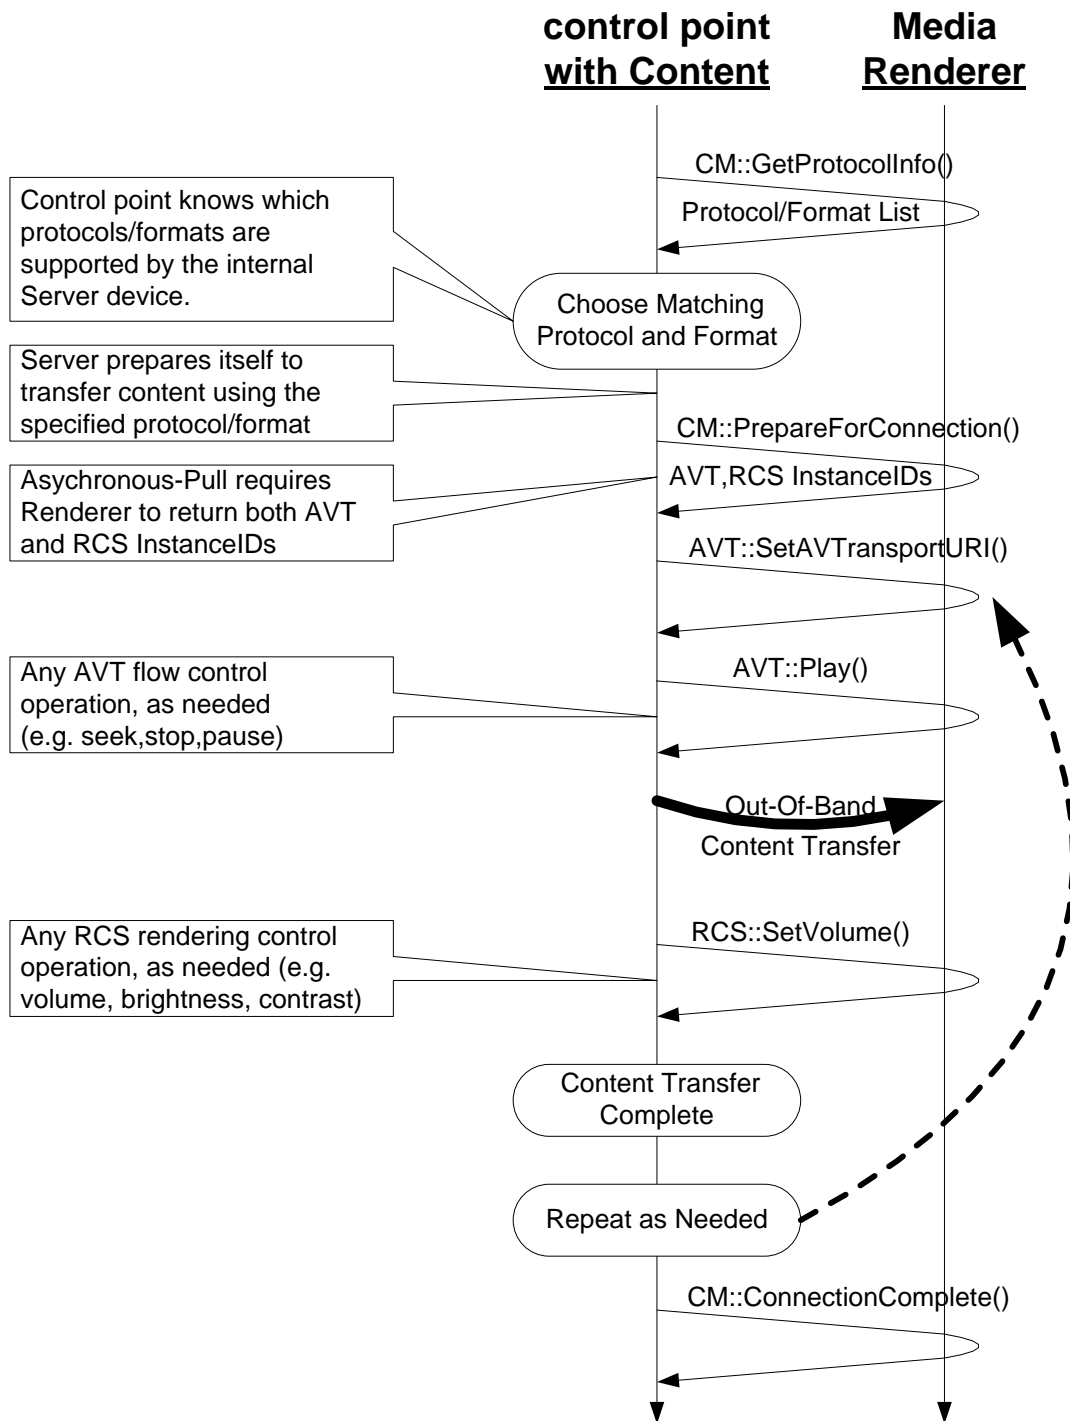 control point
with Content
Media
Renderer
CM::GetProtocolInfo()
Protocol/Format List
Control point knows which
protocols/formats are
supported by the internal
Server device.
Choose Matching
Protocol and Format
Server prepares itself to
transfer content using the
specified protocol/format
CM::PrepareForConnection()
AVT,RCS InstanceIDs
Asychronous-Pull requires
Renderer to return both AVT
and RCS InstanceIDs
AVT::SetAVTransportURI()
Any AVT flow control
operation, as needed
(e.g. seek,stop,pause)
AVT::Play()
Out-Of-Band
Content Transfer
Any RCS rendering control
operation, as needed (e.g.
volume, brightness, contrast)
RCS::SetVolume()
Content Transfer
Complete
Repeat as Needed
CM::ConnectionComplete()